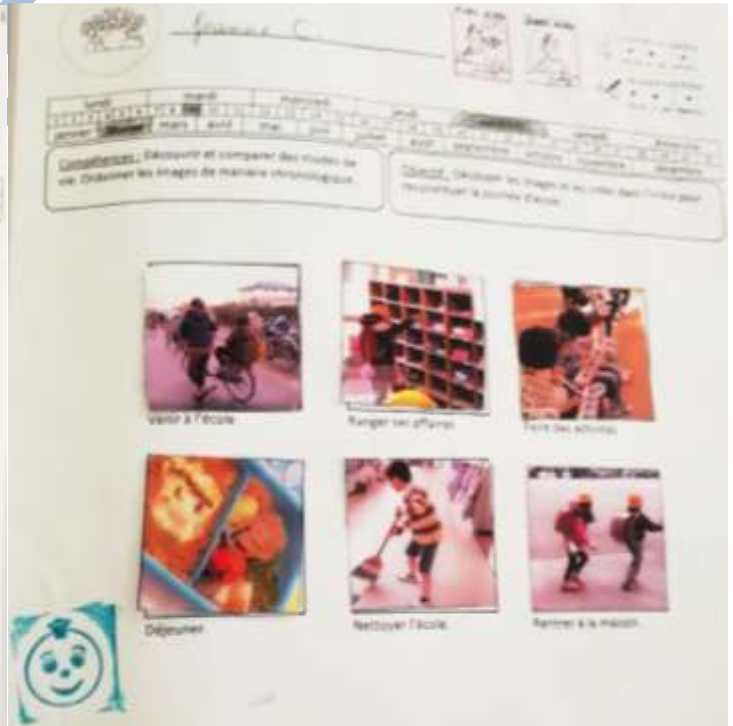 Jeanne C.
lundi mardi mercredi jeudi samedi dimanche
janvier février mars avril mai juin juillet août septembre octobre novembre décembre
Compétences : Découvrir et comparer des modes de
vie. Ordonner les images de manière chronologique.
Objectif : Découper les images et les coller dans l'ordre pour
reconstituer la journée d'école.
Venir à l'école
Ranger ses affaires
Faire des activités
Déjeuner
Nettoyer l'école.
Rentrer à la maison